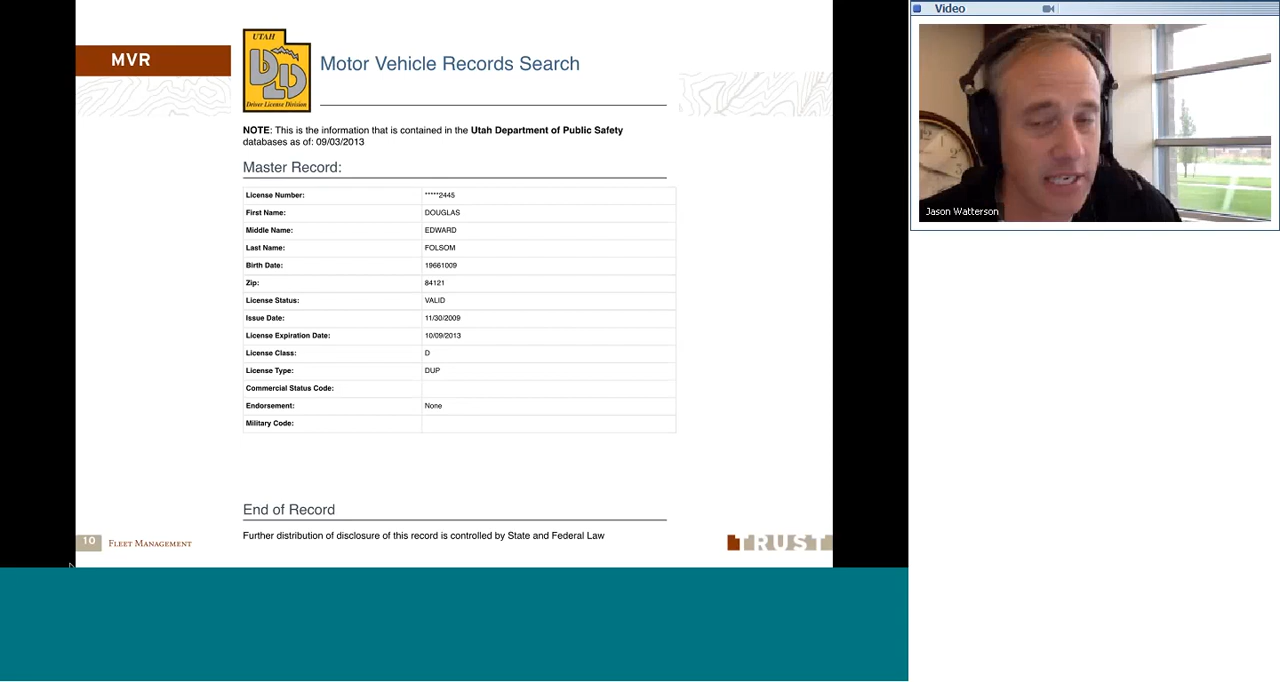 MVR
UTAH
DLD
Driver License Division
Motor Vehicle Records Search
NOTE: This is the information that is contained in the Utah Department of Public Safety
databases as of: 09/03/2013
Master Record:
License Number: *****2445
First Name: DOUGLAS
Middle Name: EDWARD
Last Name: FOLSOM
Birth Date: 19661009
Zip: 84121
License Status: VALID
Issue Date: 11/30/2009
License Expiration Date: 10/09/2013
License Class: D
License Type: DUP
Commercial Status Code:
Endorsement: None
Military Code:
End of Record
Further distribution of disclosure of this record is controlled by State and Federal Law
10 FLEET MANAGEMENT
TRUST
Video
Jason Watterson